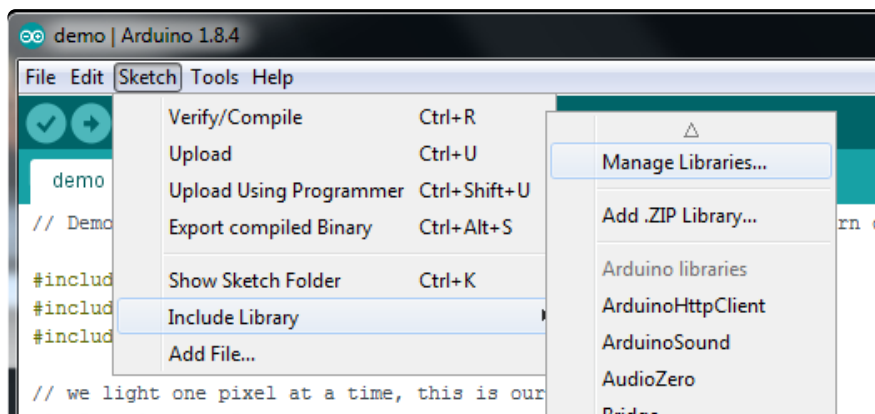 demo | Arduino 1.8.4
File Edit Sketch Tools Help
Verify/Compile Ctrl+R
Upload Ctrl+U
Upload Using Programmer Ctrl+Shift+U
Export compiled Binary Ctrl+Alt+S
Show Sketch Folder Ctrl+K
Include Library
Add File...
Manage Libraries...
Add .ZIP Library...
Arduino libraries
ArduinoHttpClient
ArduinoSound
AudioZero
Bridge
demo
// Demo
#includ
#includ
#includ
// we light one pixel at a time, this is our